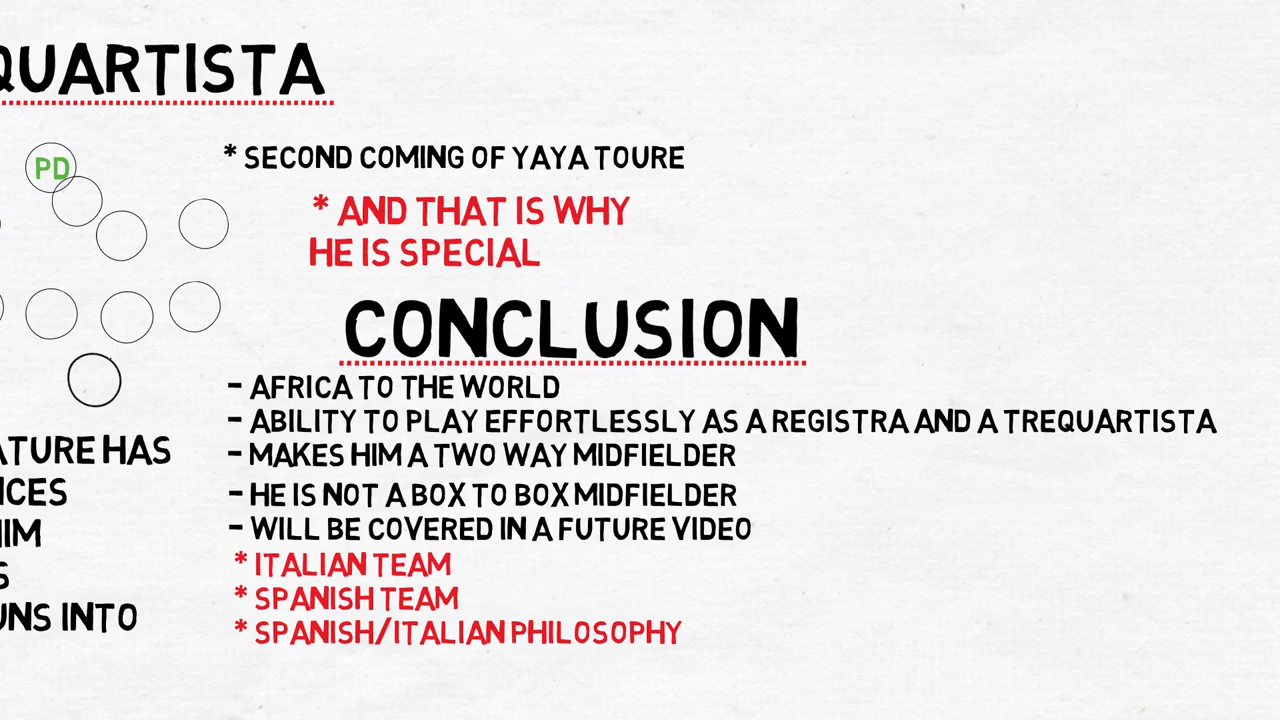 QUARTISTA
PD
* SECOND COMING OF YAYA TOURE
* AND THAT IS WHY
HE IS SPECIAL
CONCLUSION
- AFRICA TO THE WORLD
- ABILITY TO PLAY EFFORTLESSLY AS A REGISTRA AND A TREQUARTISTA
- MAKES HIM A TWO WAY MIDFIELDER
- HE IS NOT A BOX TO BOX MIDFIELDER
- WILL BE COVERED IN A FUTURE VIDEO
* ITALIAN TEAM
* SPANISH TEAM
* SPANISH/ITALIAN PHILOSOPHY
ATURE HAS
NCES
HIM
S
UNS INTO